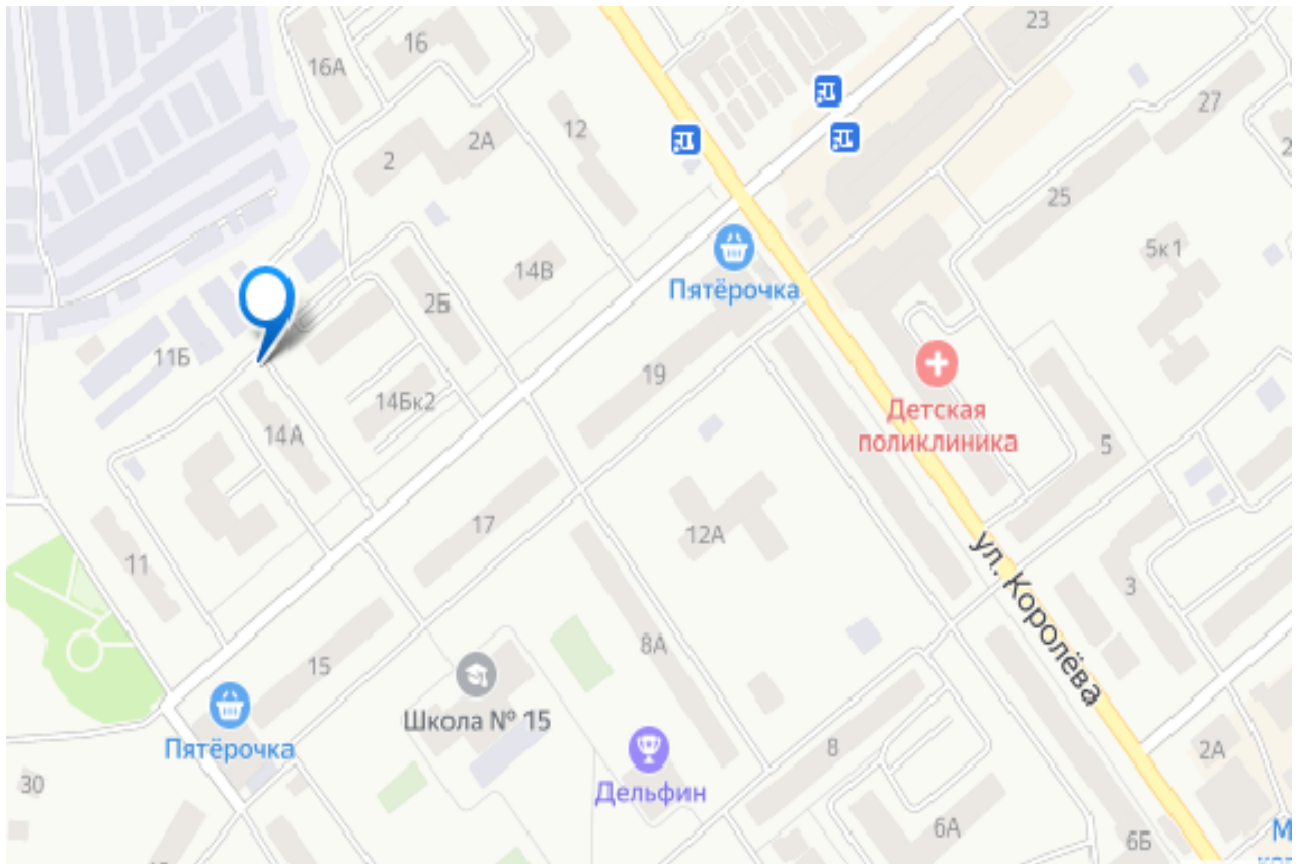 23
16
16А
27
12
2А
2
25
5к1
14В
Пятёрочка
2Б
11Б
19
14Бк2
Детская
поликлиника
14А
5
17
12А
11
ул. Королёва
3
8А
15
Школа № 15
Пятёрочка
8
2А
30
Дельфин
6А
6Б